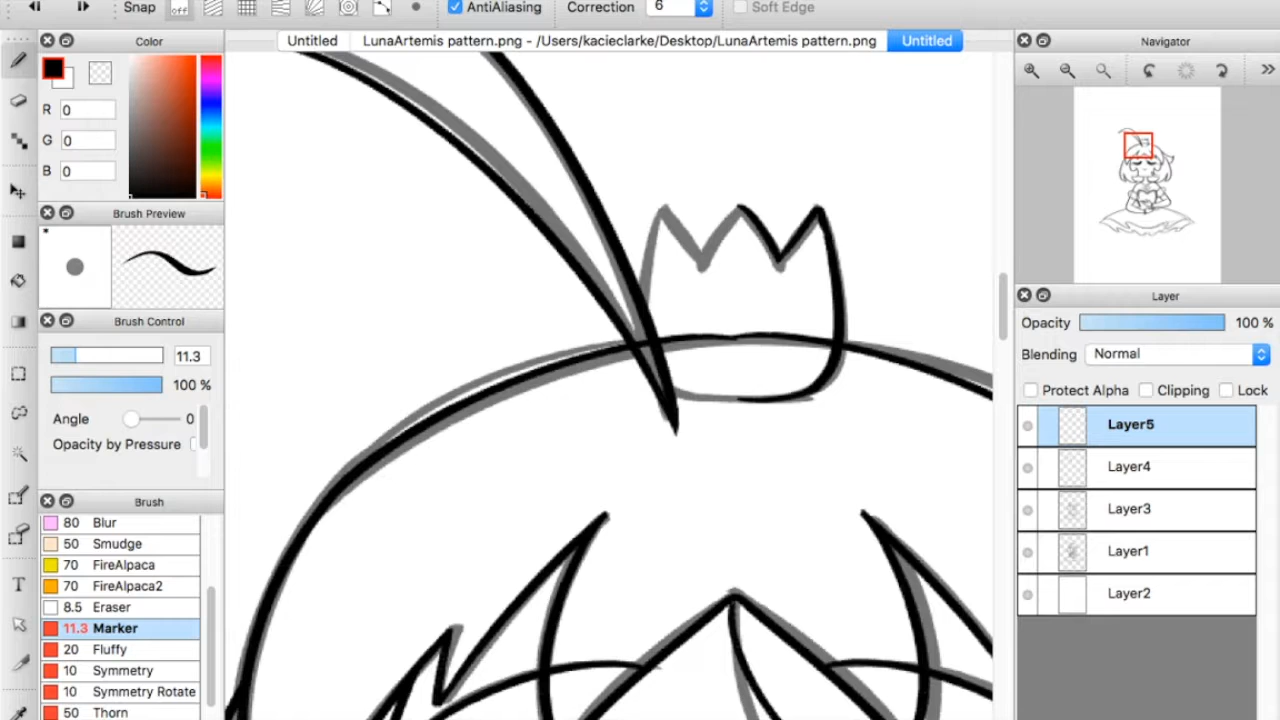 Snap off AntiAliasing Correction 6 Soft Edge
Untitled LunaArtemis pattern.png - /Users/kacieclarke/Desktop/LunaArtemis pattern.png Untitled
Color
R 0
G 0
B 0
Brush Preview
*
Brush Control
11.3
100 %
Angle 0
Opacity by Pressure
Brush
80 Blur
50 Smudge
70 FireAlpaca
70 FireAlpaca2
8.5 Eraser
11.3 Marker
20 Fluffy
10 Symmetry
10 Symmetry Rotate
50 Thorn
T
Navigator
Layer
Opacity 100 %
Blending Normal
Protect Alpha Clipping Lock
Layer5
Layer4
Layer3
Layer1
Layer2